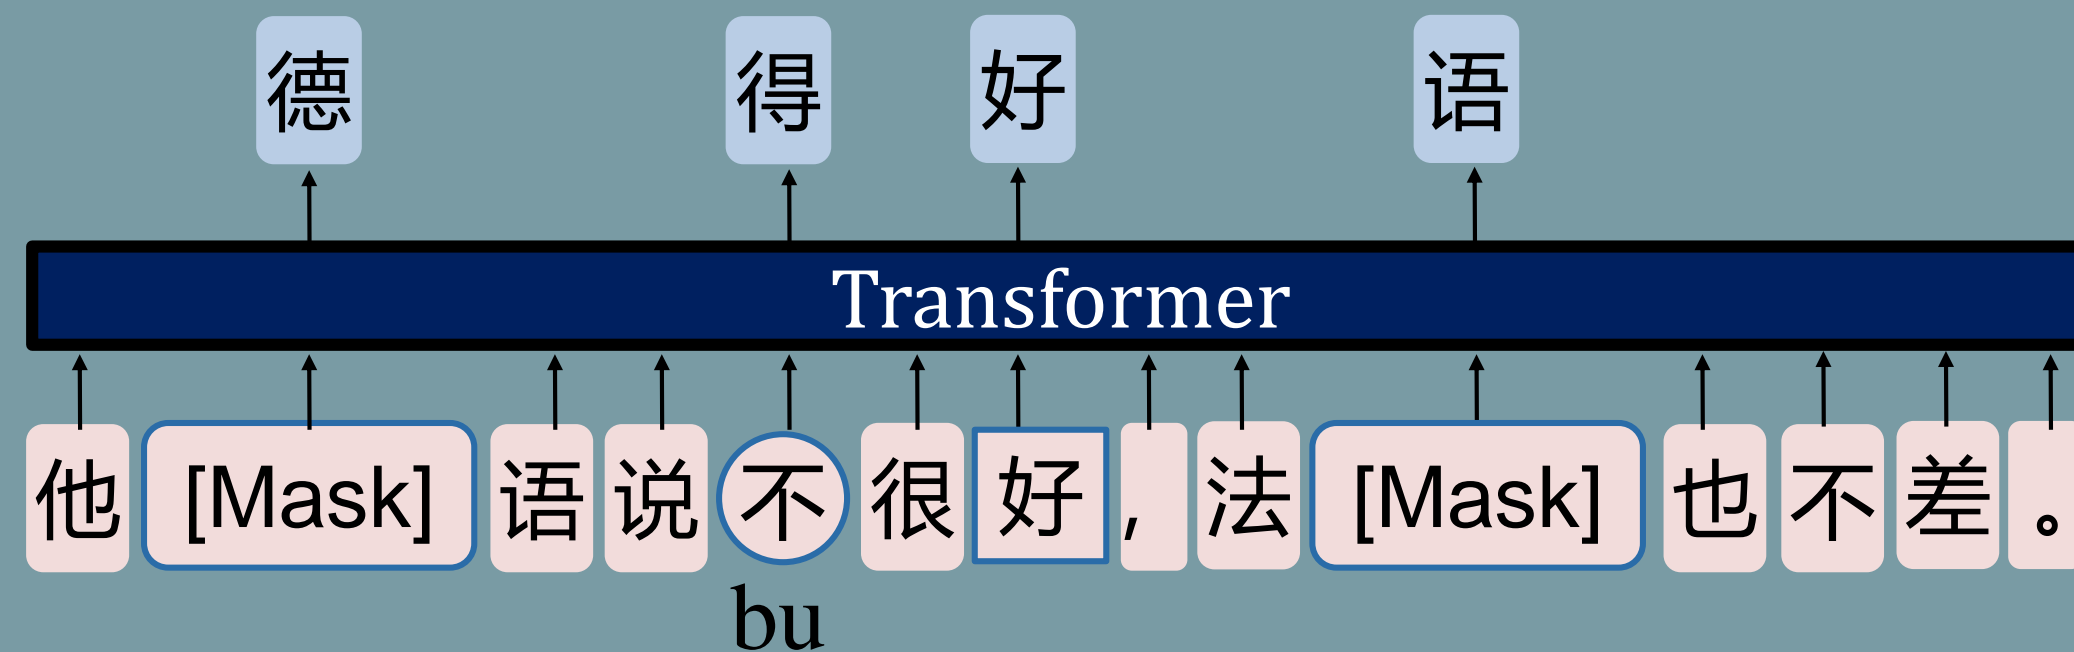 德 得 好 语
Transformer
他 [Mask] 语 说 不 很 好 , 法 [Mask] 也 不 差 。
bu